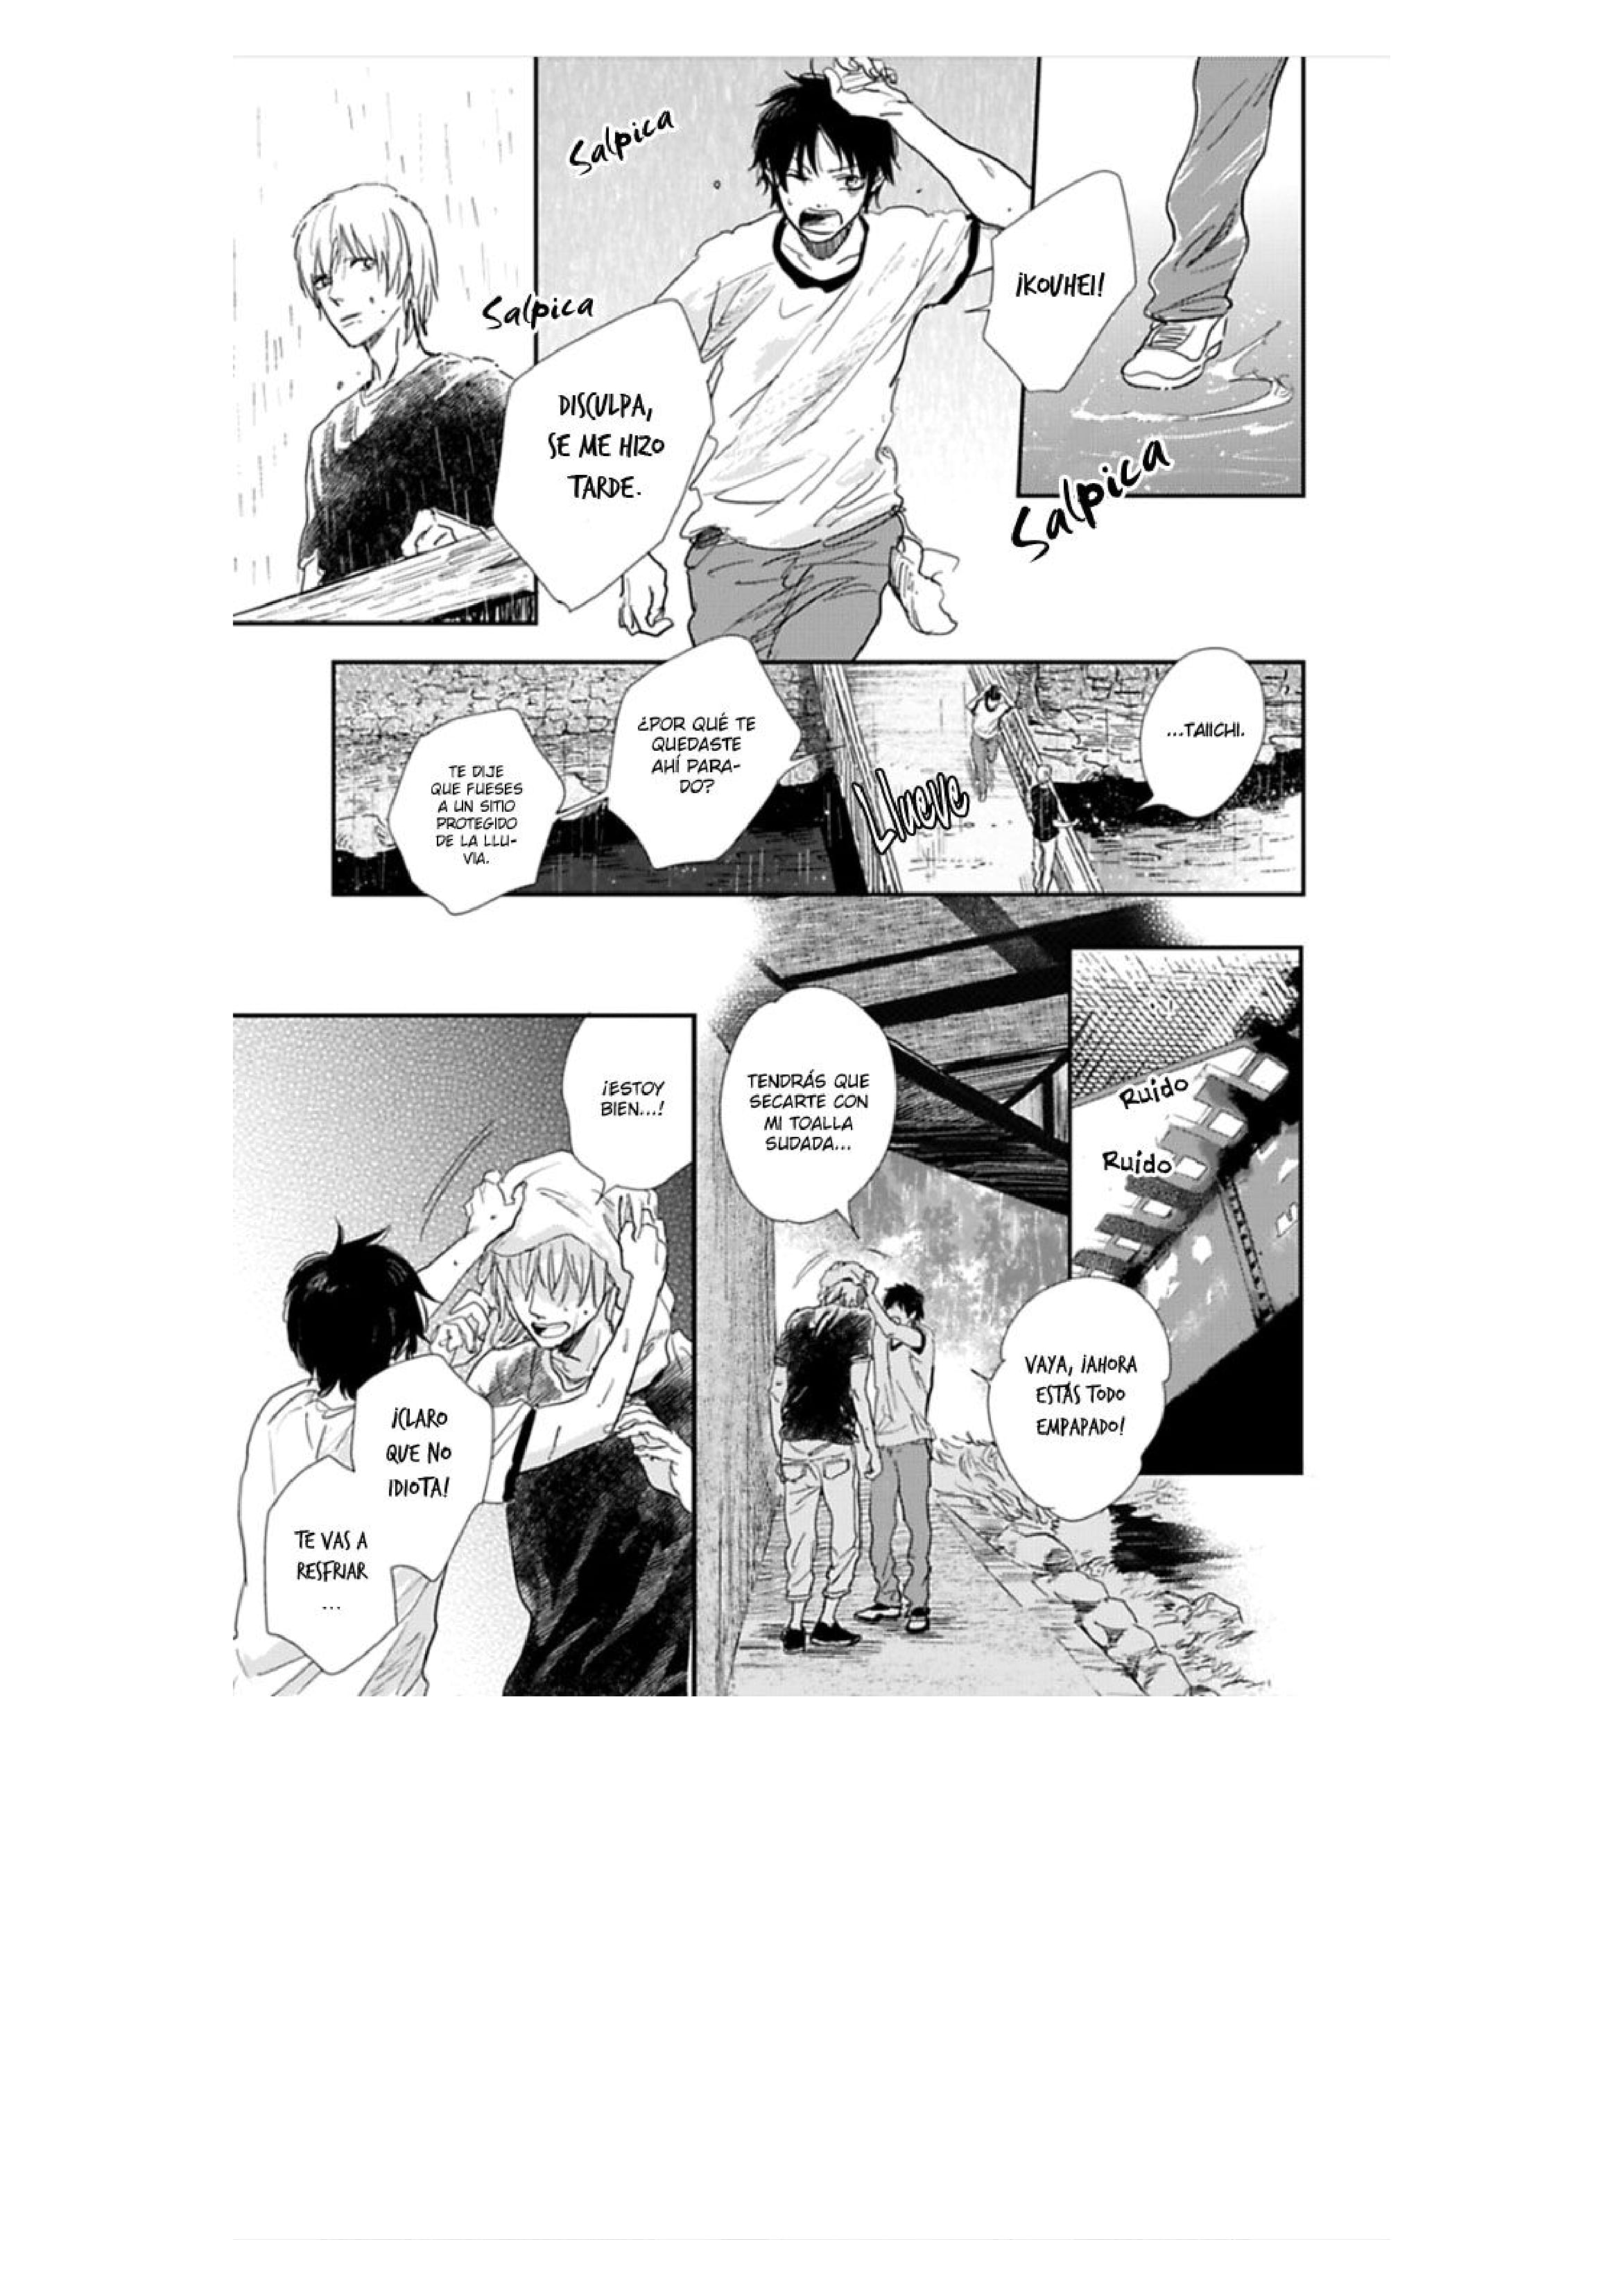 ¡KOUHEI!
Salpica
Salpica
Salpica
DISCULPA,
SE ME HIZO
TARDE.
...TAIICHI.
Llueve
¿POR QUÉ TE
QUEDASTE
AHÍ PARA-
DO?
TE DIJE
QUE FUESES
A UN SITIO
PROTEGIDO
DE LA LLU-
VIA.
Ruido
Ruido
VAYA, ¡AHORA
ESTÁS TODO
EMPAPADO!
TENDRÁS QUE
SECARTE CON
MI TOALLA
SUDADA...
¡ESTOY
BIEN...!
¡CLARO
QUE NO
IDIOTA!
TE VAS A
RESFRIAR
...